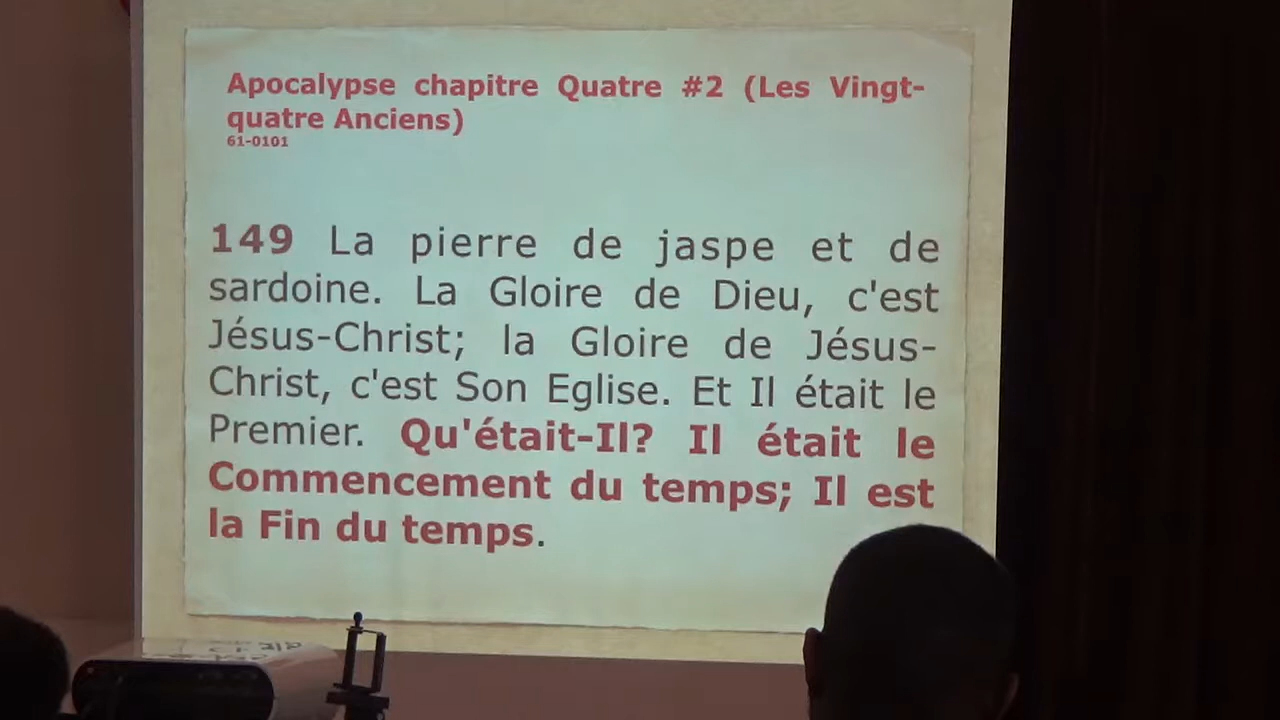 Apocalypse chapitre Quatre #2 (Les Vingt-
quatre Anciens)
61-0101
149 La pierre de jaspe et de
sardoine. La Gloire de Dieu, c'est
Jésus-Christ; la Gloire de Jésus-
Christ, c'est Son Eglise. Et Il était le
Premier. Qu'était-Il? Il était le
Commencement du temps; Il est
la Fin du temps.